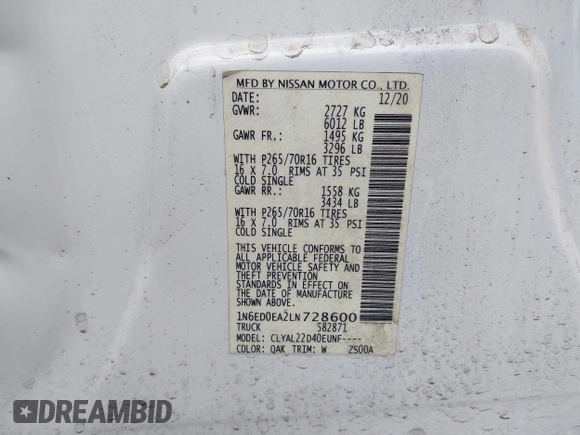 MFD BY NISSAN MOTOR CO., LTD.
DATE: 12/20
GVWR: 2727 KG
6012 LB
GAWR FR.: 1495 KG
3296 LB
WITH P265/70R16 TIRES
16 X 7.0 RIMS AT 35 PSI
COLD SINGLE
GAWR RR.: 1558 KG
3434 LB
WITH P265/70R16 TIRES
16 X 7.0 RIMS AT 35 PSI
COLD SINGLE
THIS VEHICLE CONFORMS TO
ALL APPLICABLE FEDERAL
MOTOR VEHICLE SAFETY AND
THEFT PREVENTION
STANDARDS IN EFFECT ON
THE DATE OF MANUFACTURE
SHOWN ABOVE.
1N6ED0EA2LN728600
TRUCK 582871
MODEL: CLYAL22D40EUNF----
COLOR: QAK TRIM: W ZS00A
DREAMBID